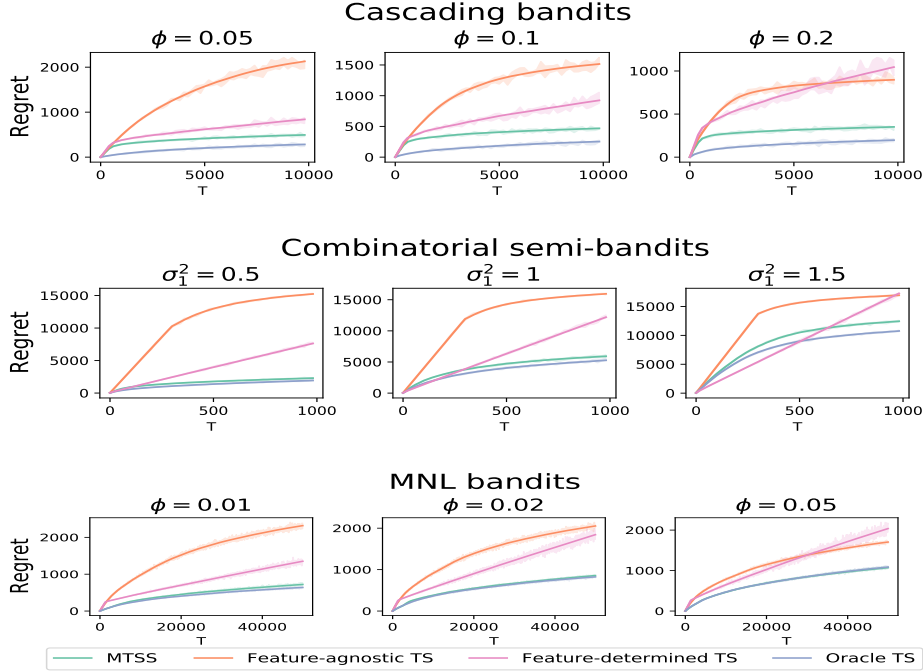 Cascading bandits
ϕ = 0.05 ϕ = 0.1 ϕ = 0.2
Regret
2000
1000
0
1500
1000
500
0
1000
500
0
0 5000 10000 0 5000 10000 0 5000 10000
T T T
Combinatorial semi-bandits
σ₁² = 0.5 σ₁² = 1 σ₁² = 1.5
Regret
15000
10000
5000
0
15000
10000
5000
0
15000
10000
5000
0
0 500 1000 0 500 1000 0 500 1000
T T T
MNL bandits
ϕ = 0.01 ϕ = 0.02 ϕ = 0.05
Regret
2000
1000
0
2000
1000
0
2000
1000
0
0 20000 40000 0 20000 40000 0 20000 40000
T T T
MTSS Feature-agnostic TS Feature-determined TS Oracle TS